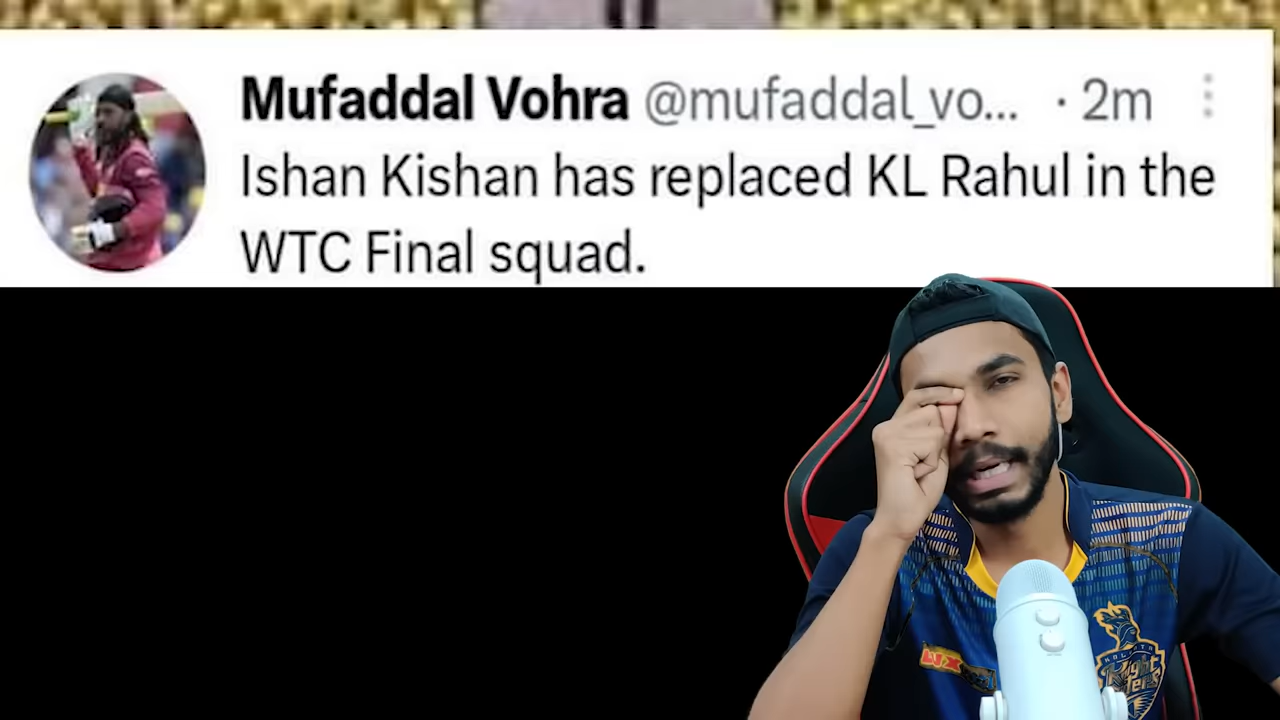 Mufaddal Vohra @mufaddal_vo... · 2m
Ishan Kishan has replaced KL Rahul in the
WTC Final squad.